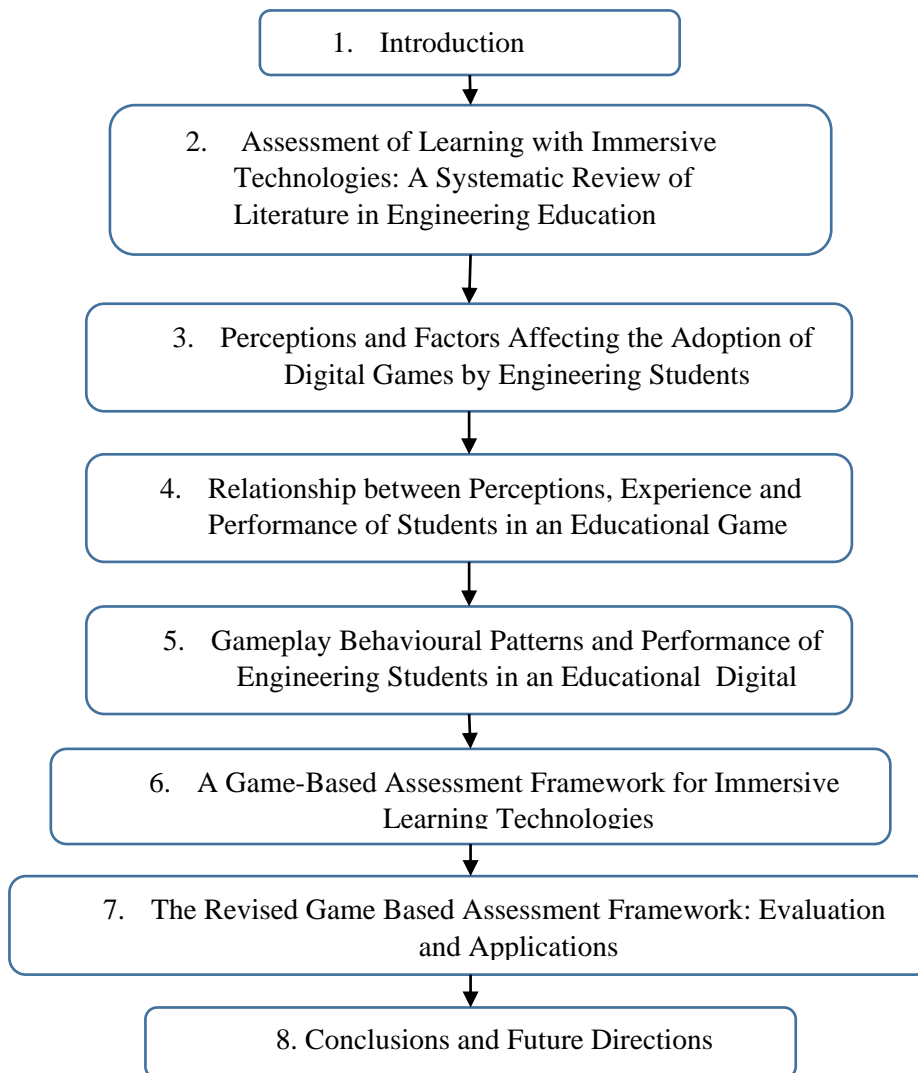 1. Introduction
2. Assessment of Learning with Immersive
Technologies: A Systematic Review of
Literature in Engineering Education
3. Perceptions and Factors Affecting the Adoption of
Digital Games by Engineering Students
4. Relationship between Perceptions, Experience and
Performance of Students in an Educational Game
5. Gameplay Behavioural Patterns and Performance of
Engineering Students in an Educational Digital
6. A Game-Based Assessment Framework for Immersive
Learning Technologies
7. The Revised Game Based Assessment Framework: Evaluation
and Applications
8. Conclusions and Future Directions